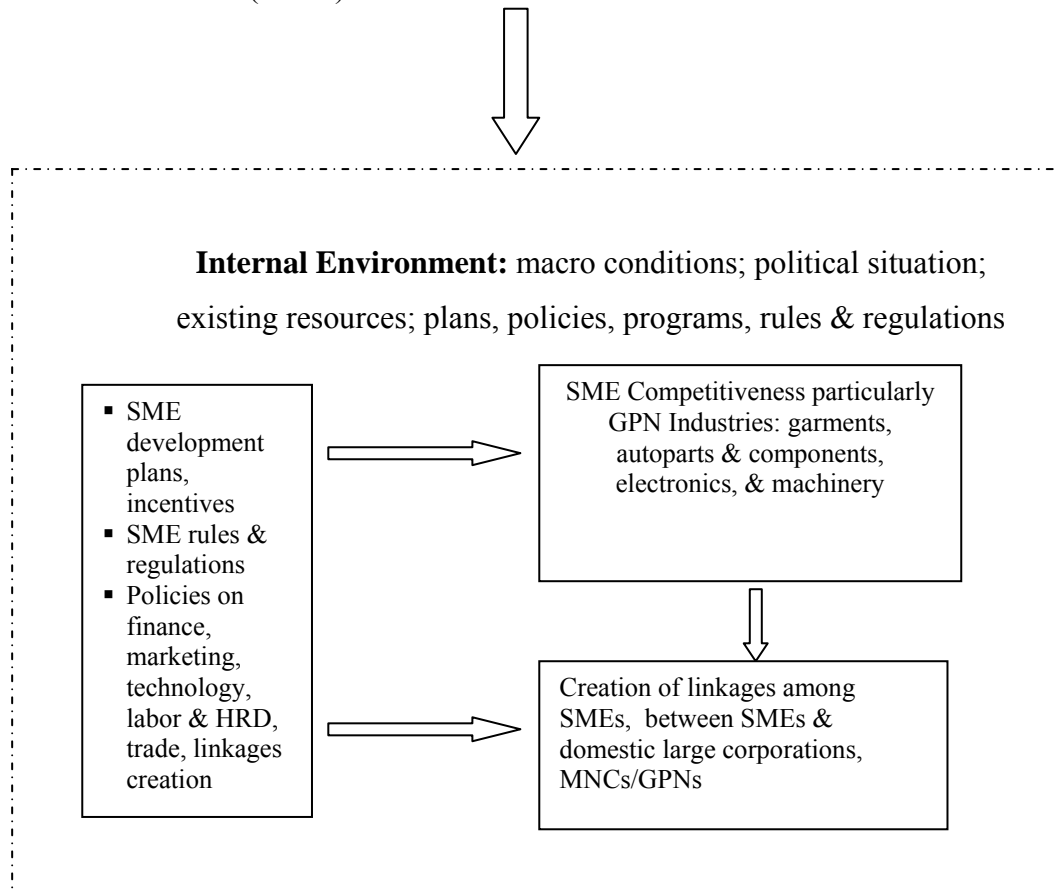 Internal Environment: macro conditions; political situation;
existing resources; plans, policies, programs, rules & regulations
▪ SME
development
plans,
incentives
▪ SME rules &
regulations
▪ Policies on
finance,
marketing,
technology,
labor & HRD,
trade, linkages
creation
SME Competitiveness particularly
GPN Industries: garments,
autoparts & components,
electronics, & machinery
Creation of linkages among
SMEs, between SMEs &
domestic large corporations,
MNCs/GPNs